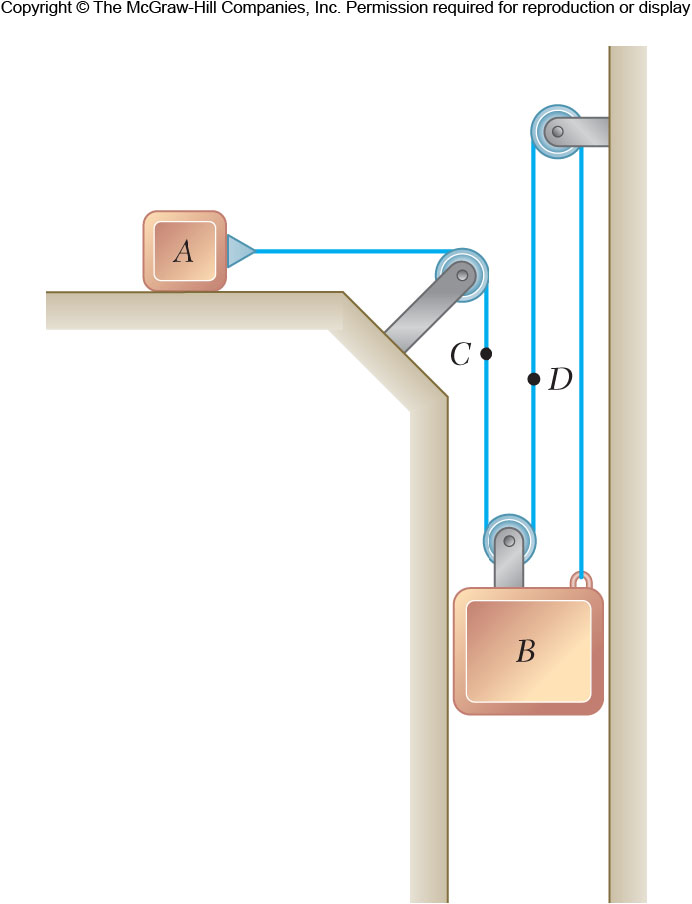 Copyright © The McGraw-Hill Companies, Inc. Permission required for reproduction or display
A
C
D
B